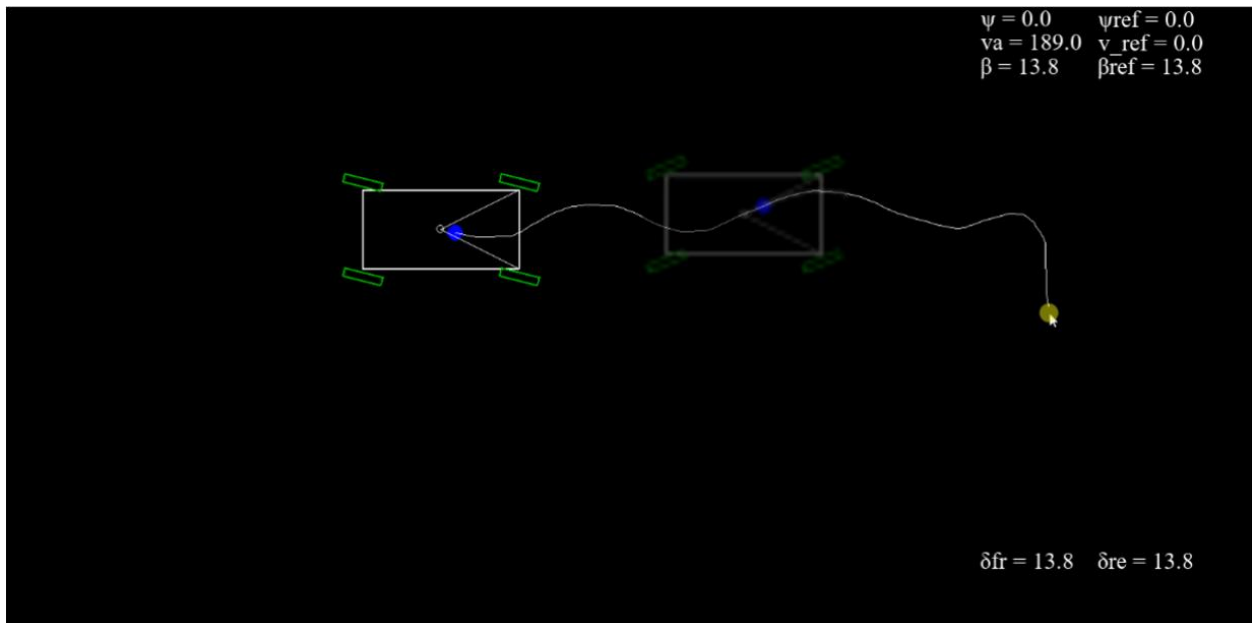 ψ = 0.0 ψref = 0.0
va = 189.0 v_ref = 0.0
β = 13.8 βref = 13.8
δfr = 13.8 δre = 13.8